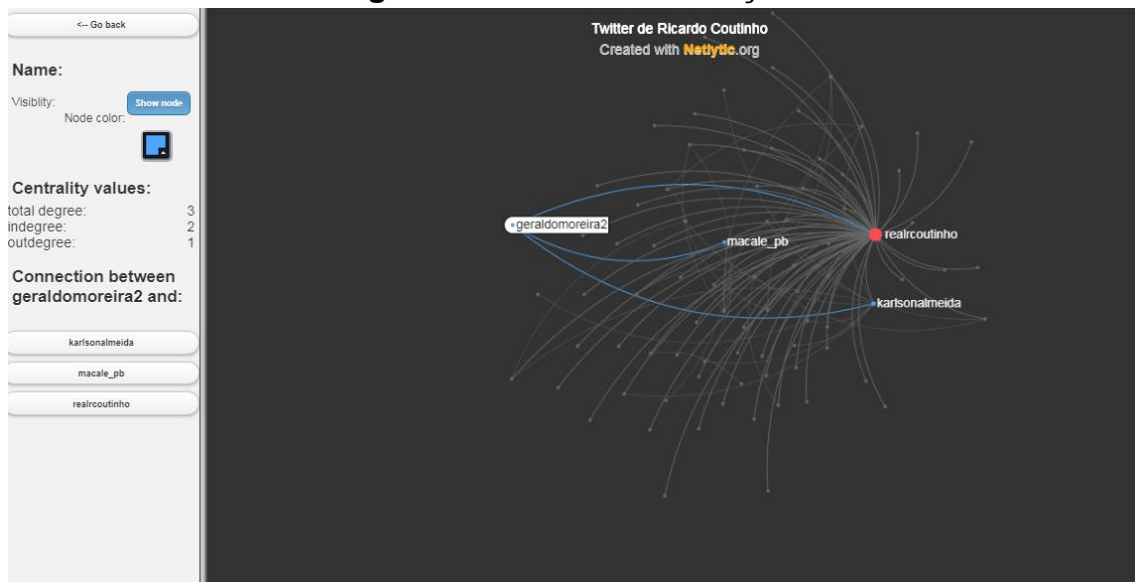 <-- Go back
Name:
Visiblity:
Show node
Node color:
Centrality values:
total degree: 3
indegree: 2
outdegree: 1
Connection between
geraldomoreira2 and:
karlsonalmeida
macale_pb
realrcoutinho
Twitter de Ricardo Coutinho
Created with Netlytic.org
geraldomoreira2
macale_pb
realrcoutinho
karlsonalmeida